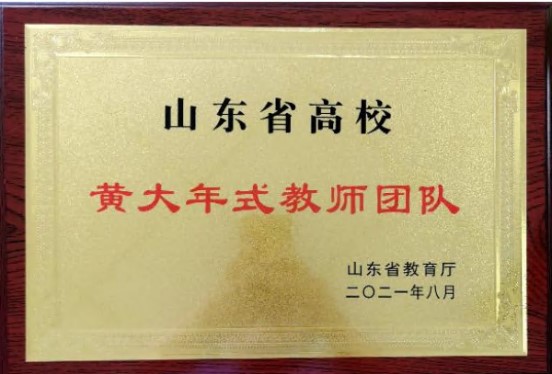 山东省高校
黄大年式教师团队
山东省教育厅
二〇二一年八月